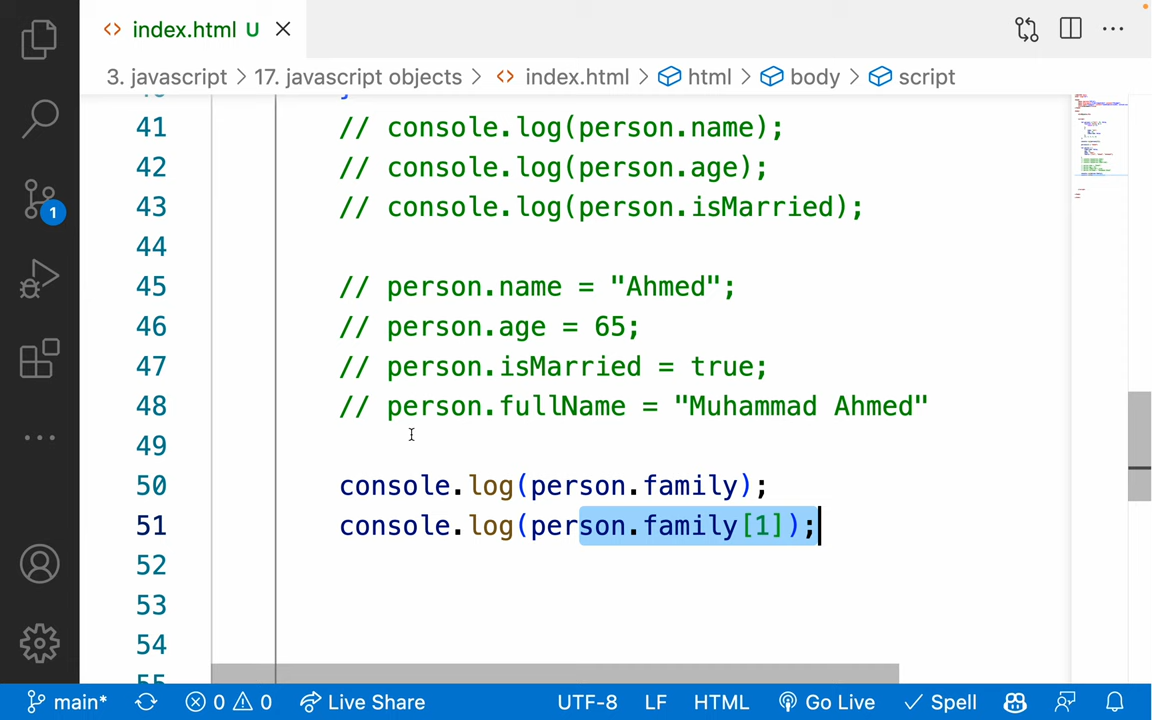 index.html U
3. javascript > 17. javascript objects > index.html > html > body > script
41 // console.log(person.name);
42 // console.log(person.age);
43 // console.log(person.isMarried);
44
45 // person.name = "Ahmed";
46 // person.age = 65;
47 // person.isMarried = true;
48 // person.fullName = "Muhammad Ahmed"
49
50 console.log(person.family);
51 console.log(person.family[1]);
52
53
54
1
main* 0 0 Live Share UTF-8 LF HTML Go Live Spell